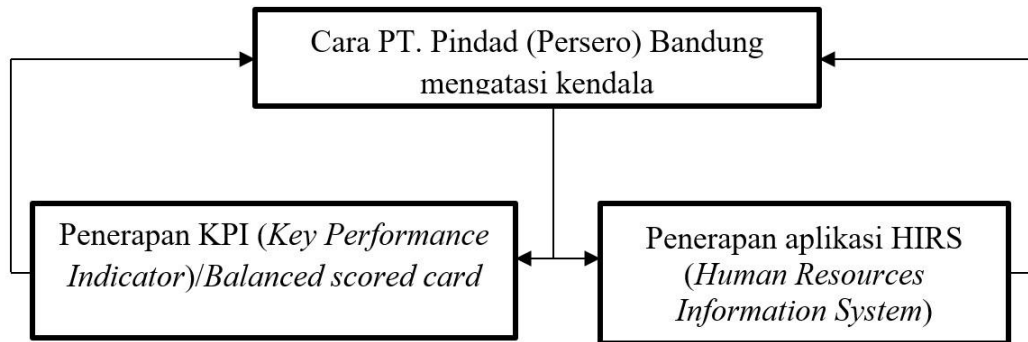 Cara PT. Pindad (Persero) Bandung
mengatasi kendala
Penerapan KPI (Key Performance
Indicator)/Balanced scored card
Penerapan aplikasi HIRS
(Human Resources
Information System)